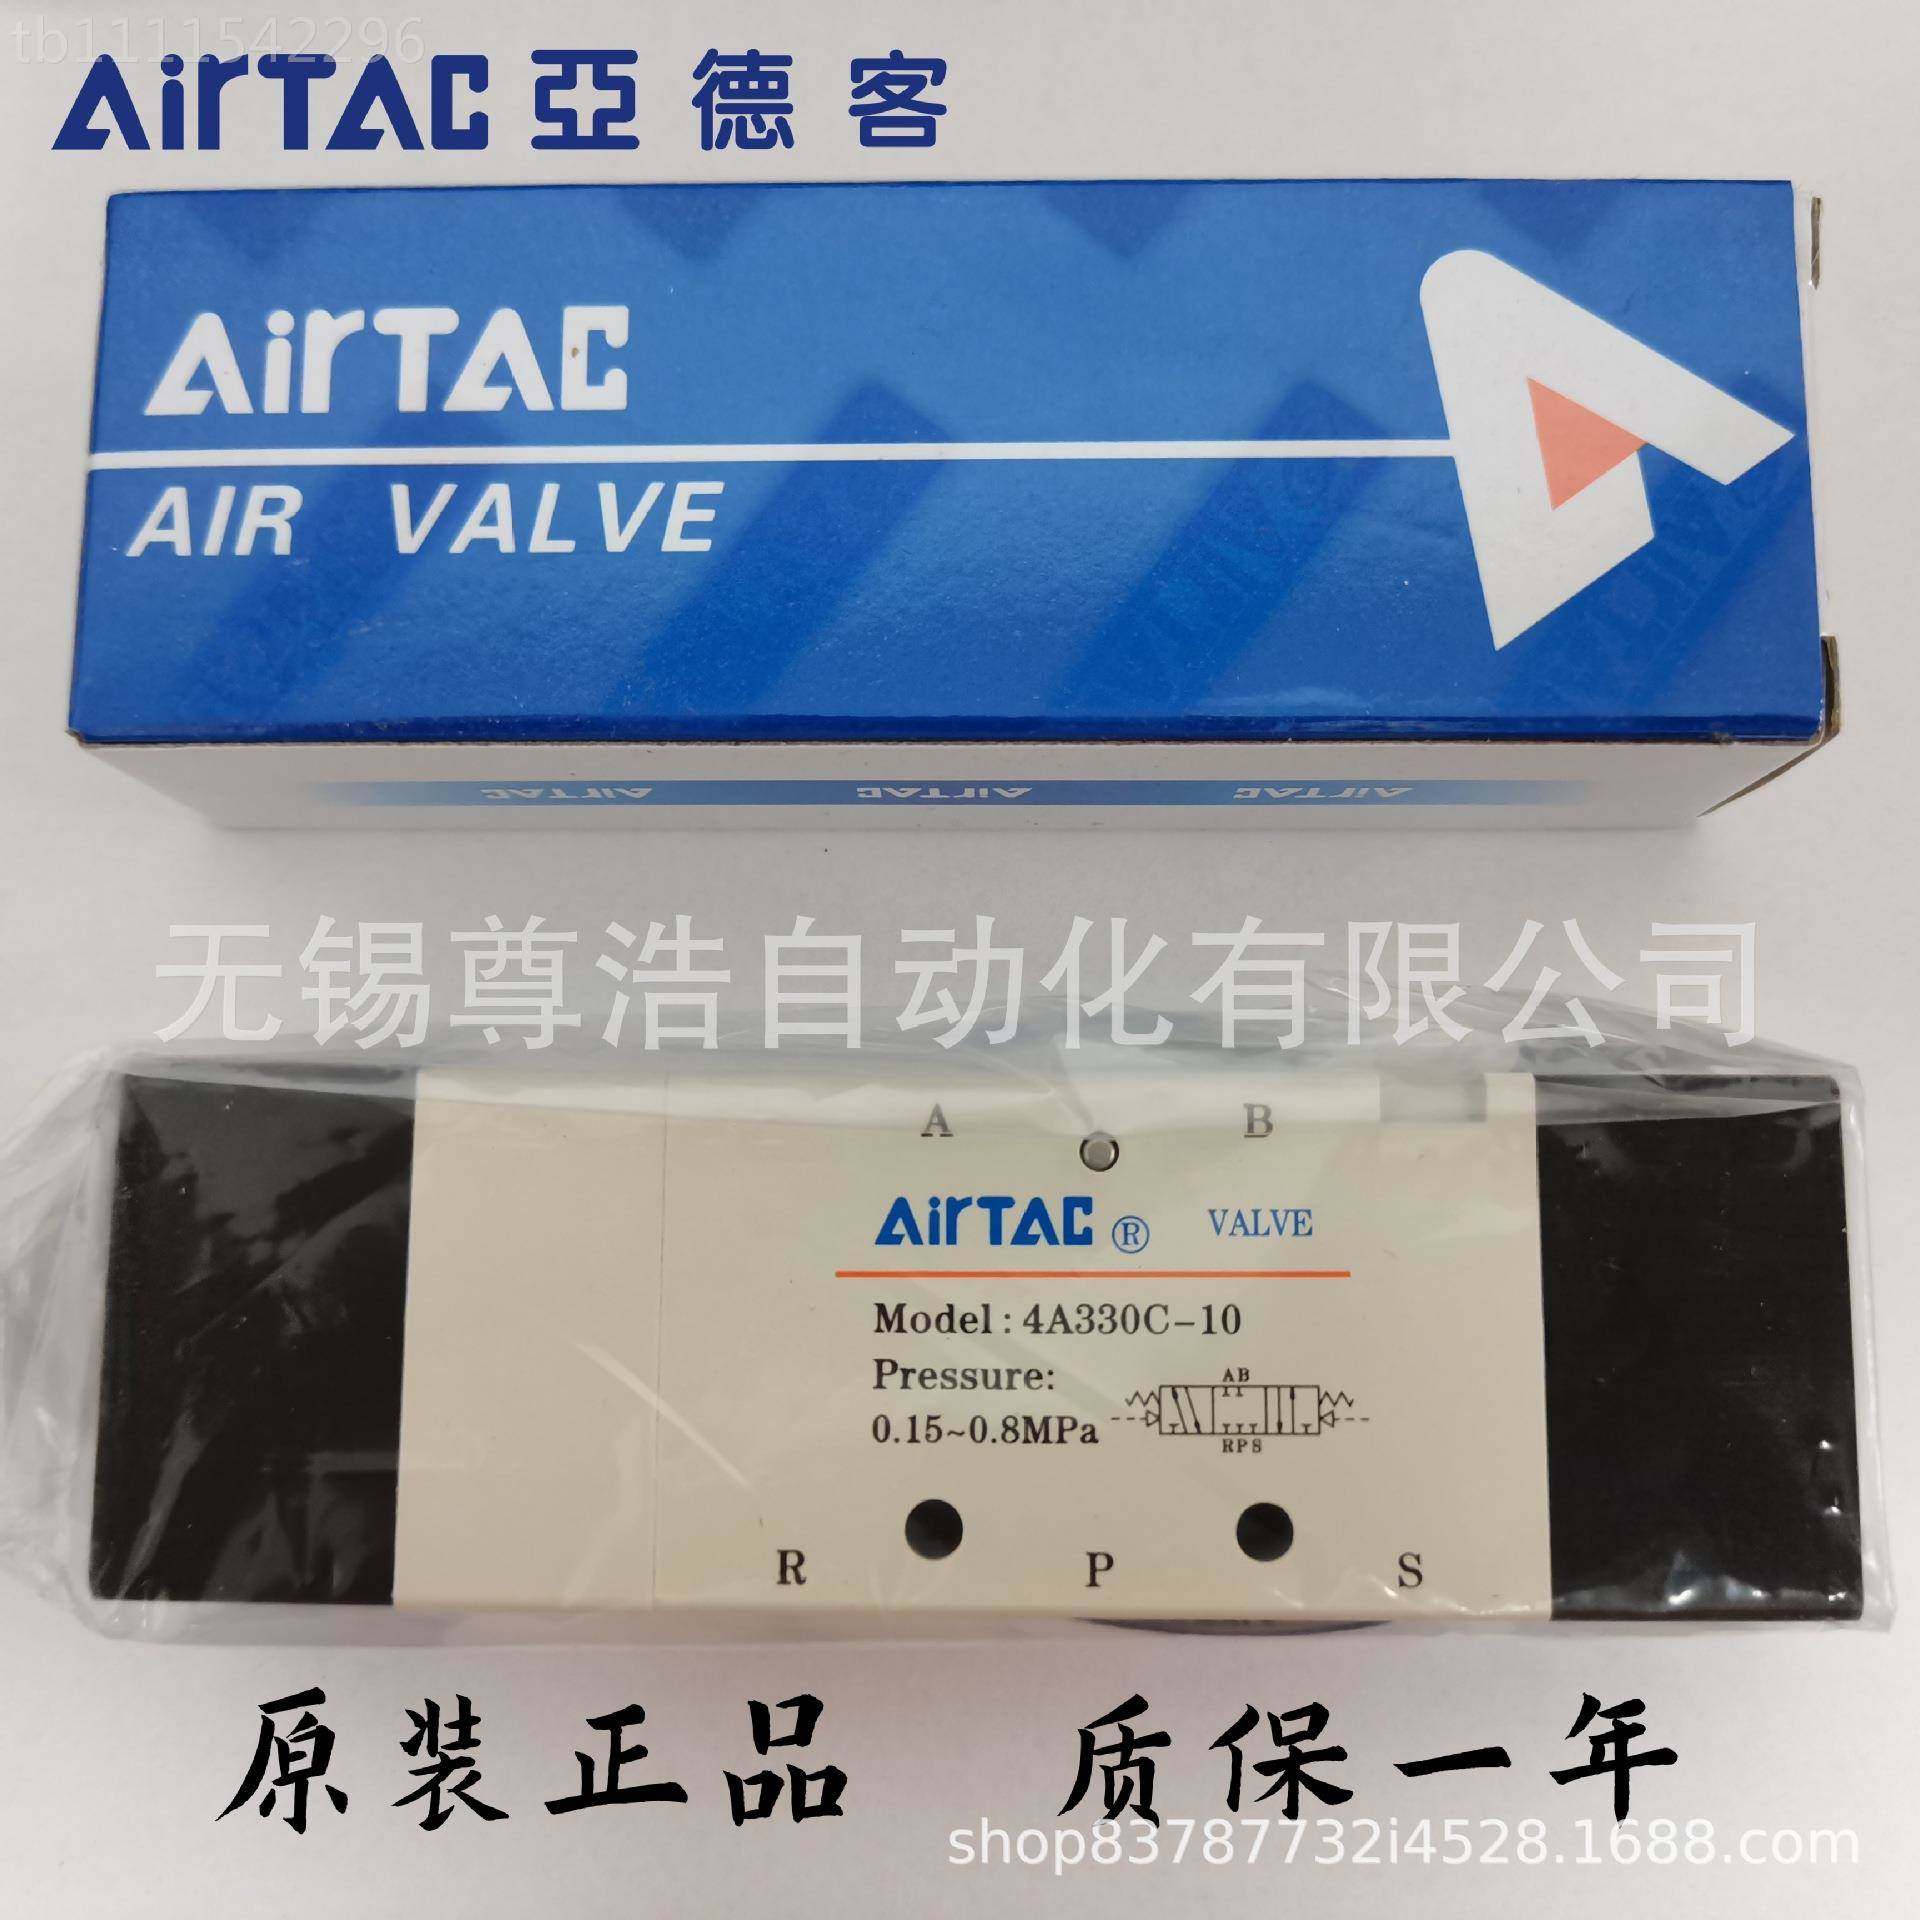 tb1111542296
AirTAC 亞德客
AirTAC
AIR VALVE
AirTAC AirTAC AirTAC
无锡尊浩自动化有限公司
A B
AirTAC ® VALVE
Model: 4A330C-10
Pressure:
0.15~0.8MPa
AB
RPS
R P S
原装正品 质保一年
shop83787732i4528.1688.com